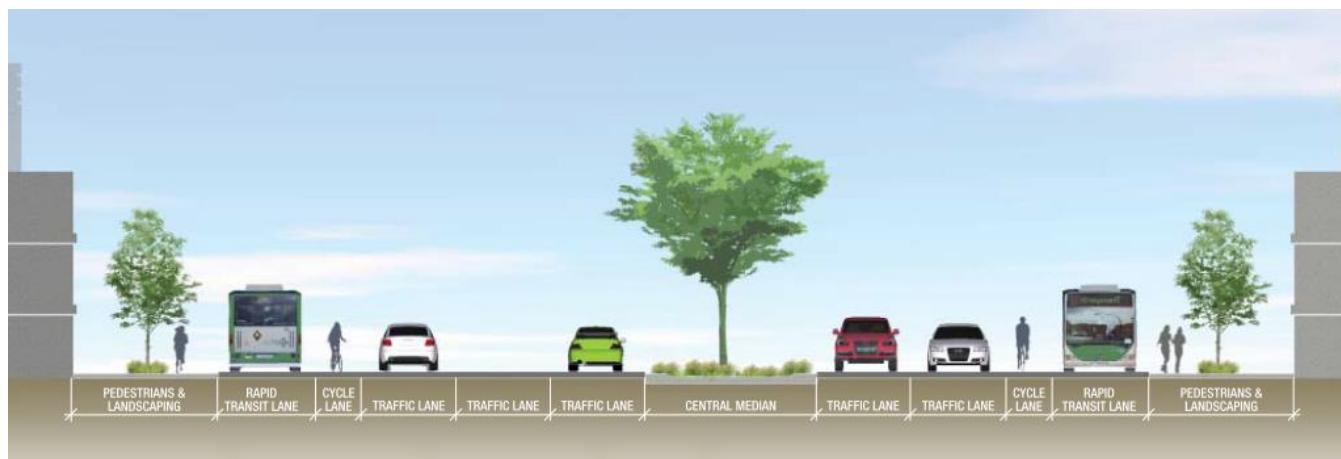 PEDESTRIANS &
LANDSCAPING
RAPID
TRANSIT LANE
CYCLE
LANE
TRAFFIC LANE
TRAFFIC LANE
TRAFFIC LANE
CENTRAL MEDIAN
TRAFFIC LANE
TRAFFIC LANE
CYCLE
LANE
RAPID
TRANSIT LANE
PEDESTRIANS &
LANDSCAPING